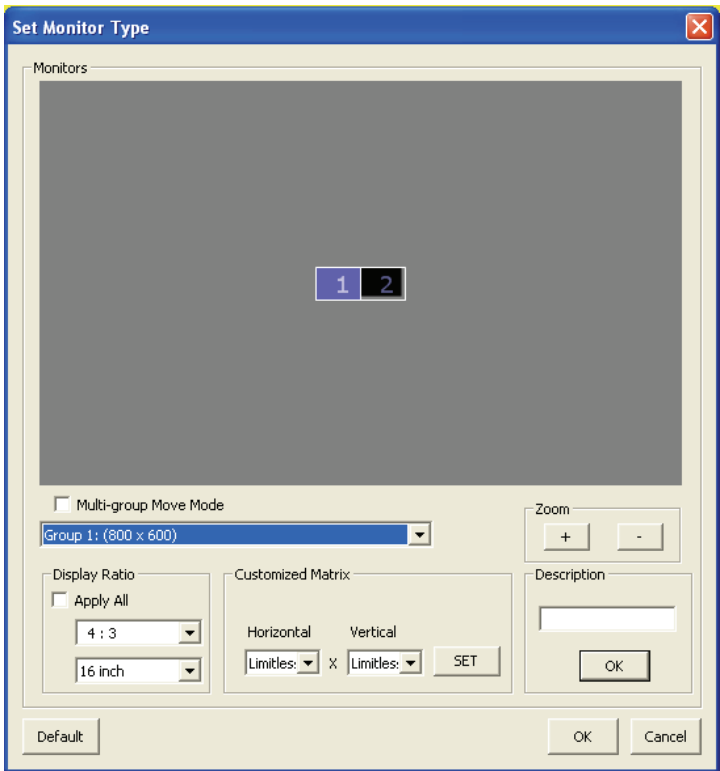 Set Monitor Type
Monitors
1 2
Multi-group Move Mode
Group 1: (800 x 600)
Zoom
+ -
Display Ratio
Apply All
4 : 3
16 inch
Customized Matrix
Horizontal Vertical
Limitles: X Limitles: SET
Description
OK
Default OK Cancel